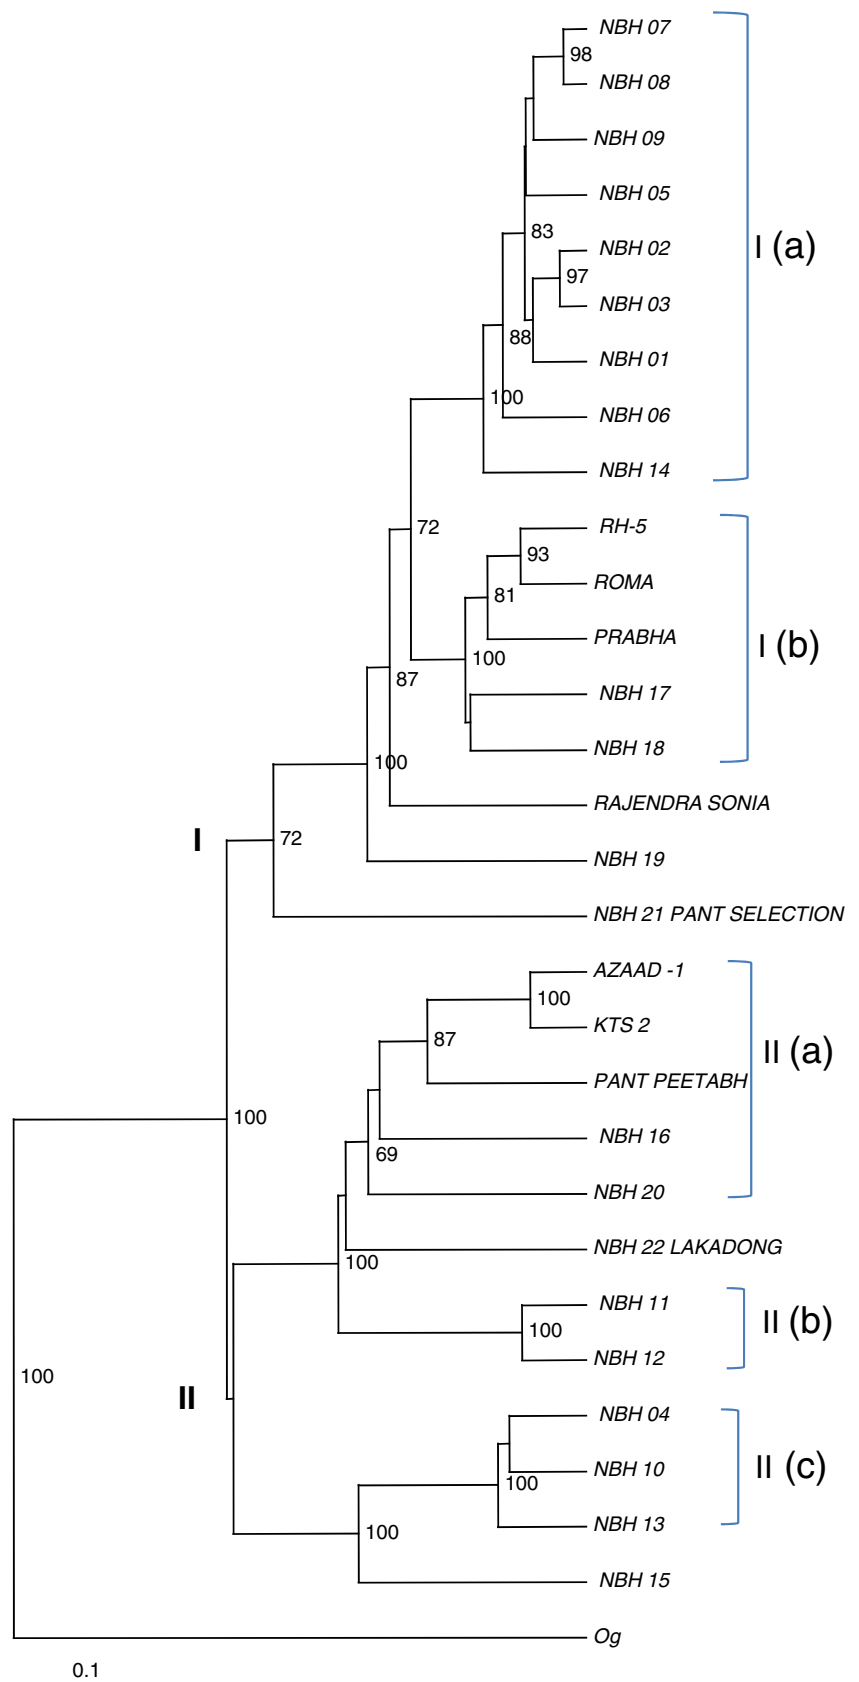 NBH 07
98
NBH 08
NBH 09
NBH 05
83
I (a)
NBH 02
97
NBH 03
88
NBH 01
100
NBH 06
NBH 14
72
RH-5
93
ROMA
81
PRABHA
I (b)
100
87
NBH 17
NBH 18
100
RAJENDRA SONIA
I
72
NBH 19
NBH 21 PANT SELECTION
AZAAD -1
100
KTS 2
87
II (a)
PANT PEETABH
100
NBH 16
69
NBH 20
NBH 22 LAKADONG
100
NBH 11
II (b)
100
NBH 12
100
II
NBH 04
NBH 10
II (c)
100
NBH 13
100
NBH 15
Og
0.1